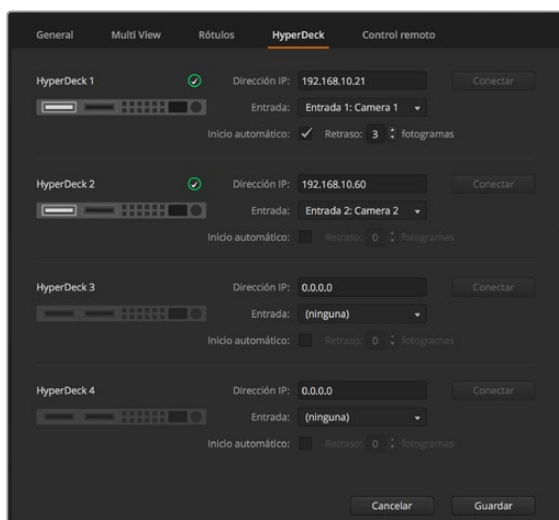 General Multi View Rótulos HyperDeck Control remoto
HyperDeck 1 Dirección IP: 192.168.10.21 Conectar
Entrada: Entrada 1: Camera 1
Inicio automático: Retraso: 3 fotogramas
HyperDeck 2 Dirección IP: 192.168.10.60 Conectar
Entrada: Entrada 2: Camera 2
Inicio automático: Retraso: 0 fotogramas
HyperDeck 3 Dirección IP: 0.0.0.0 Conectar
Entrada: (ninguna)
Inicio automático: Retraso: 0 fotogramas
HyperDeck 4 Dirección IP: 0.0.0.0 Conectar
Entrada: (ninguna)
Inicio automático: Retraso: 0 fotogramas
Cancelar Guardar